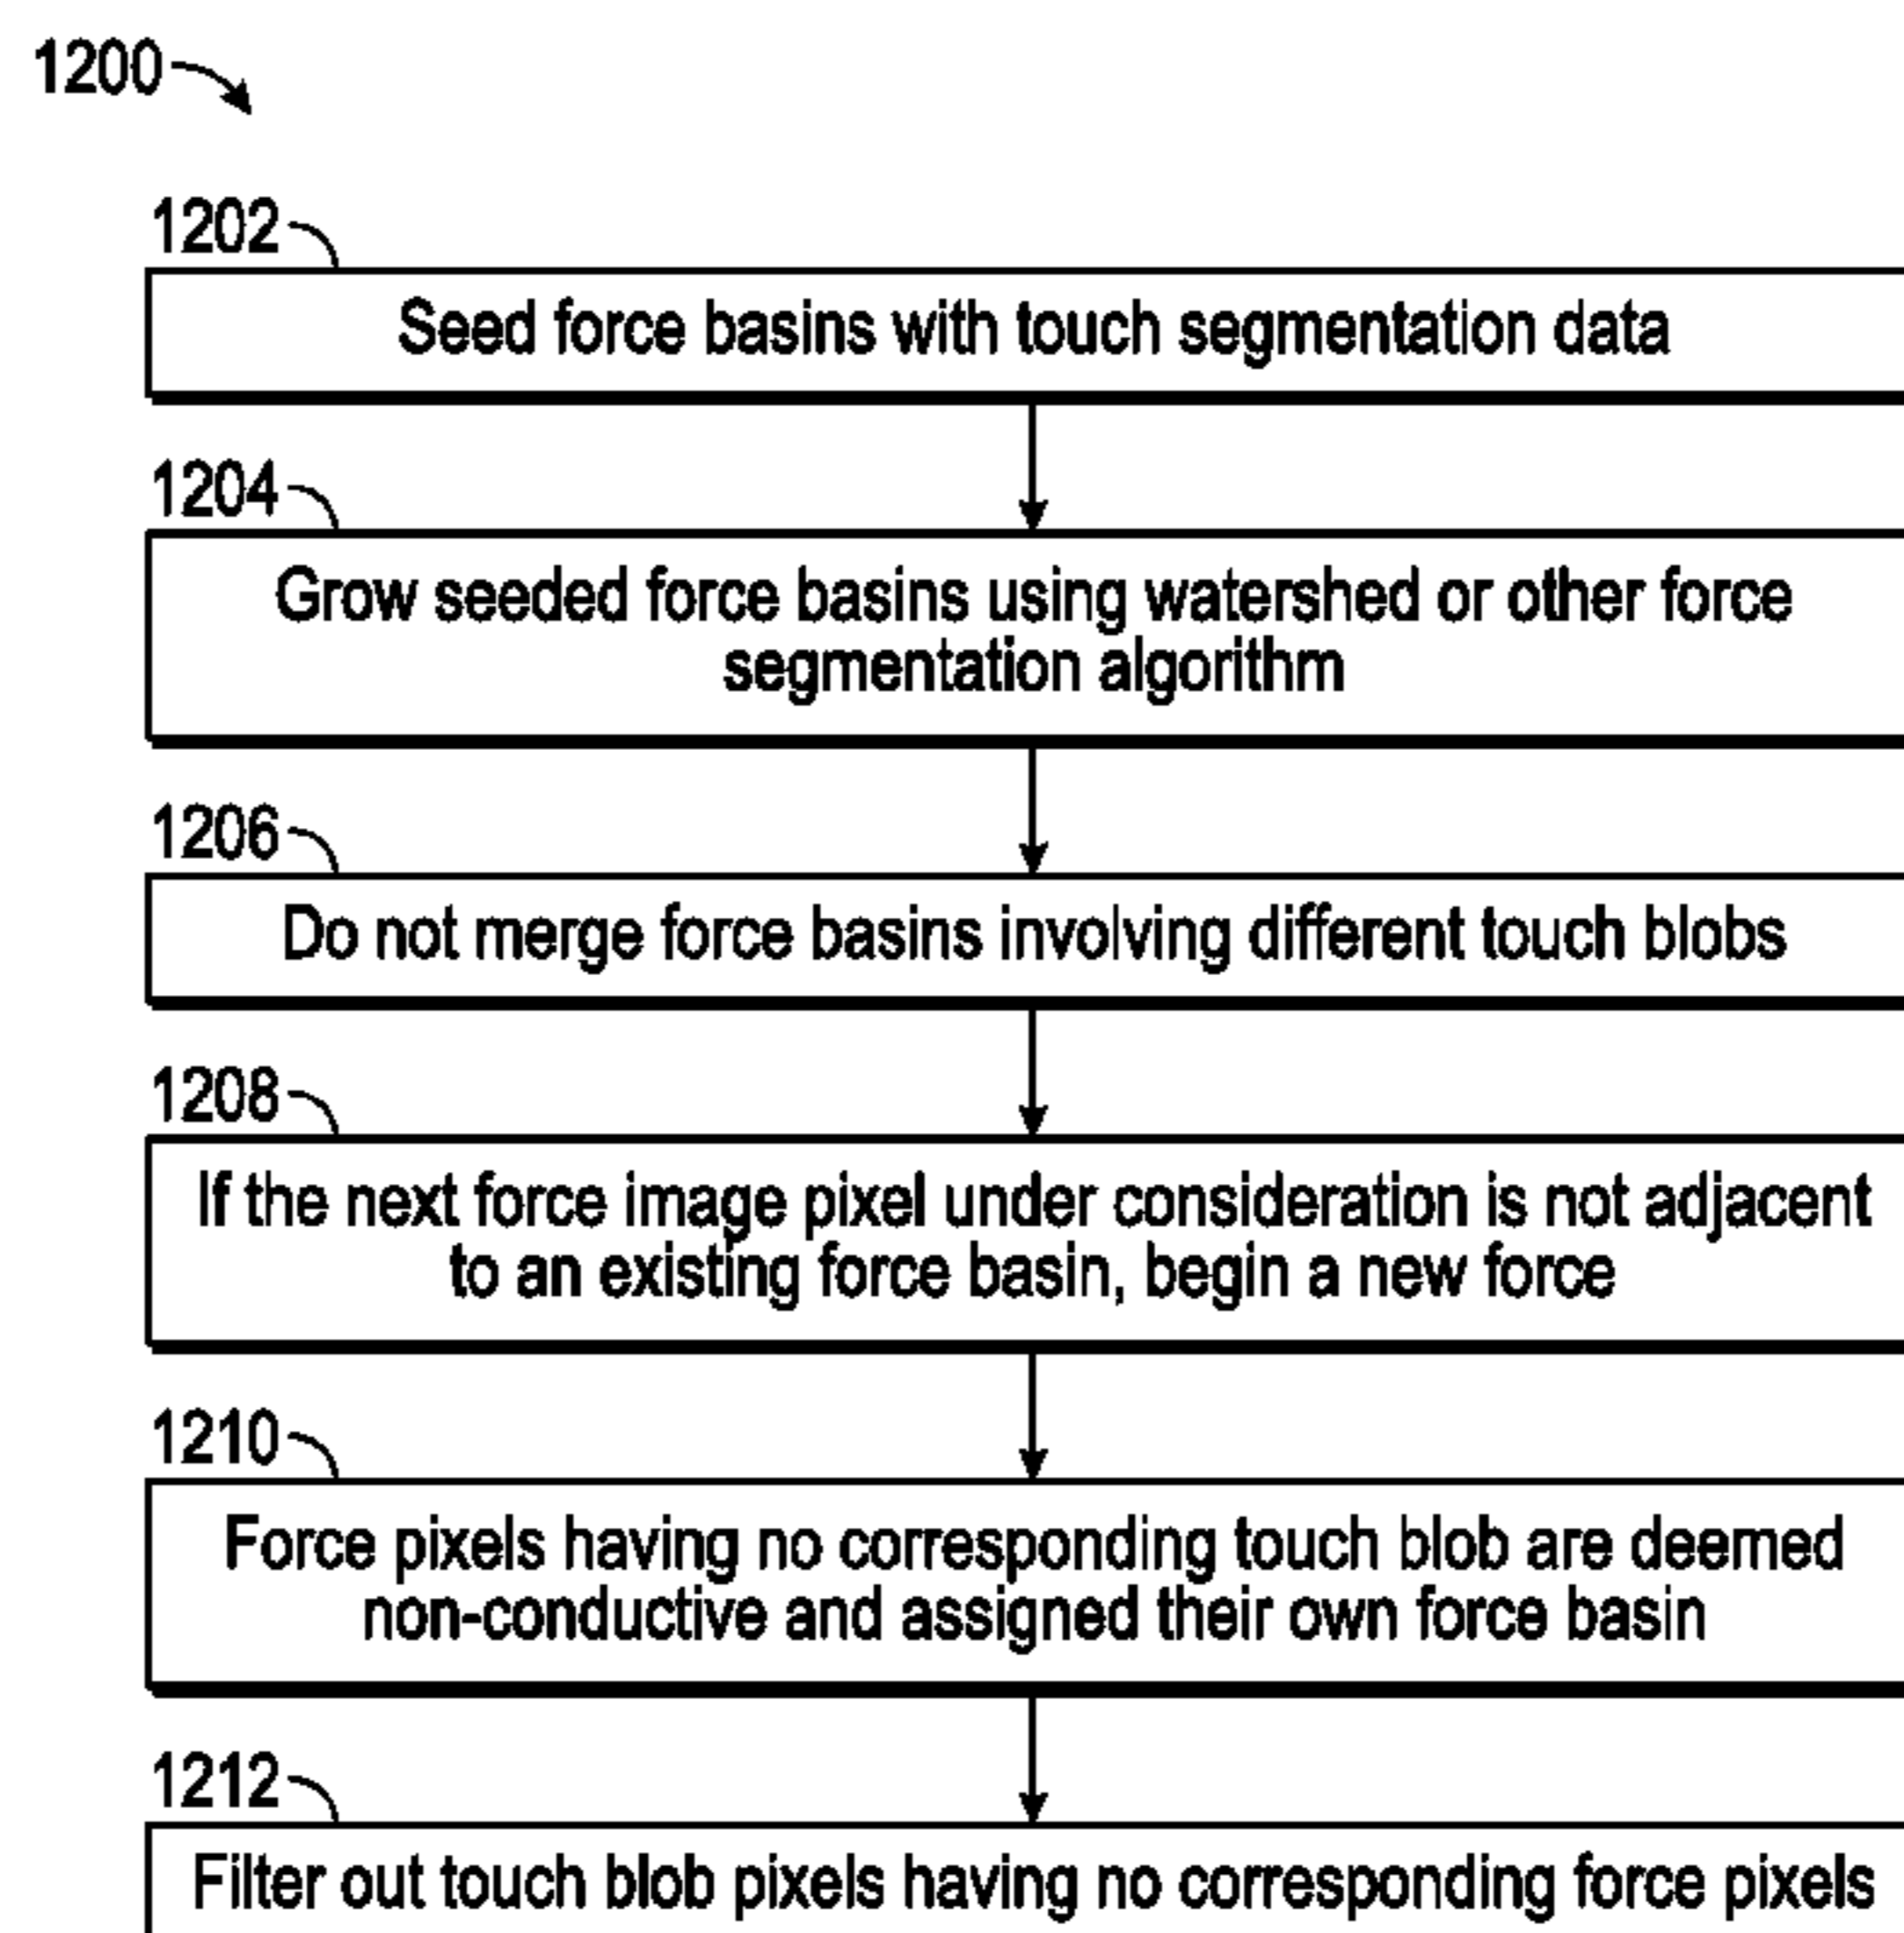 1200
1202
Seed force basins with touch segmentation data
1204
Grow seeded force basins using watershed or other force
segmentation algorithm
1206
Do not merge force basins involving different touch blobs
1208
If the next force image pixel under consideration is not adjacent
to an existing force basin, begin a new force
1210
Force pixels having no corresponding touch blob are deemed
non-conductive and assigned their own force basin
1212
Filter out touch blob pixels having no corresponding force pixels